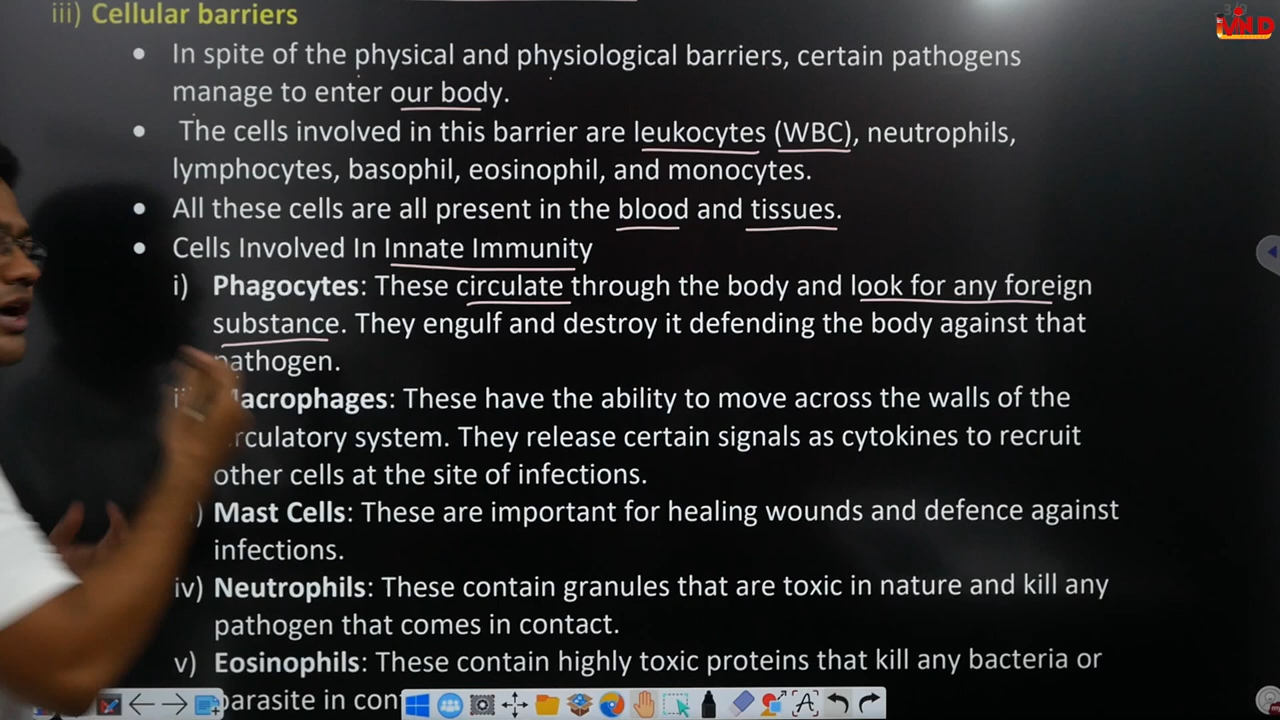 3/9
iii) Cellular barriers
• In spite of the physical and physiological barriers, certain pathogens
manage to enter our body.
• The cells involved in this barrier are leukocytes (WBC), neutrophils,
lymphocytes, basophil, eosinophil, and monocytes.
• All these cells are all present in the blood and tissues.
• Cells Involved In Innate Immunity
i) Phagocytes: These circulate through the body and look for any foreign
substance. They engulf and destroy it defending the body against that
pathogen.
Macrophages: These have the ability to move across the walls of the
circulatory system. They release certain signals as cytokines to recruit
other cells at the site of infections.
) Mast Cells: These are important for healing wounds and defence against
infections.
iv) Neutrophils: These contain granules that are toxic in nature and kill any
pathogen that comes in contact.
v) Eosinophils: These contain highly toxic proteins that kill any bacteria or
parasite in con